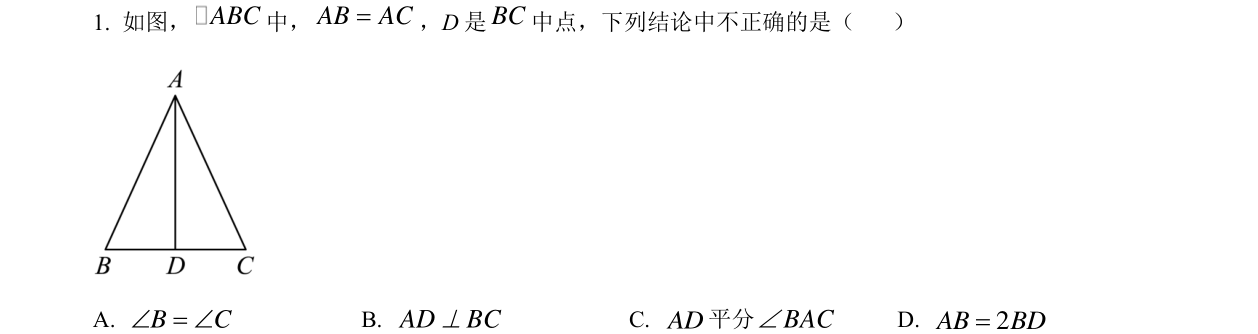 1. 如图，□ABC 中，AB = AC，D 是 BC 中点，下列结论中不正确的是（　　）
A
B D C
A. ∠B = ∠C B. AD ⊥ BC C. AD 平分 ∠BAC D. AB = 2BD